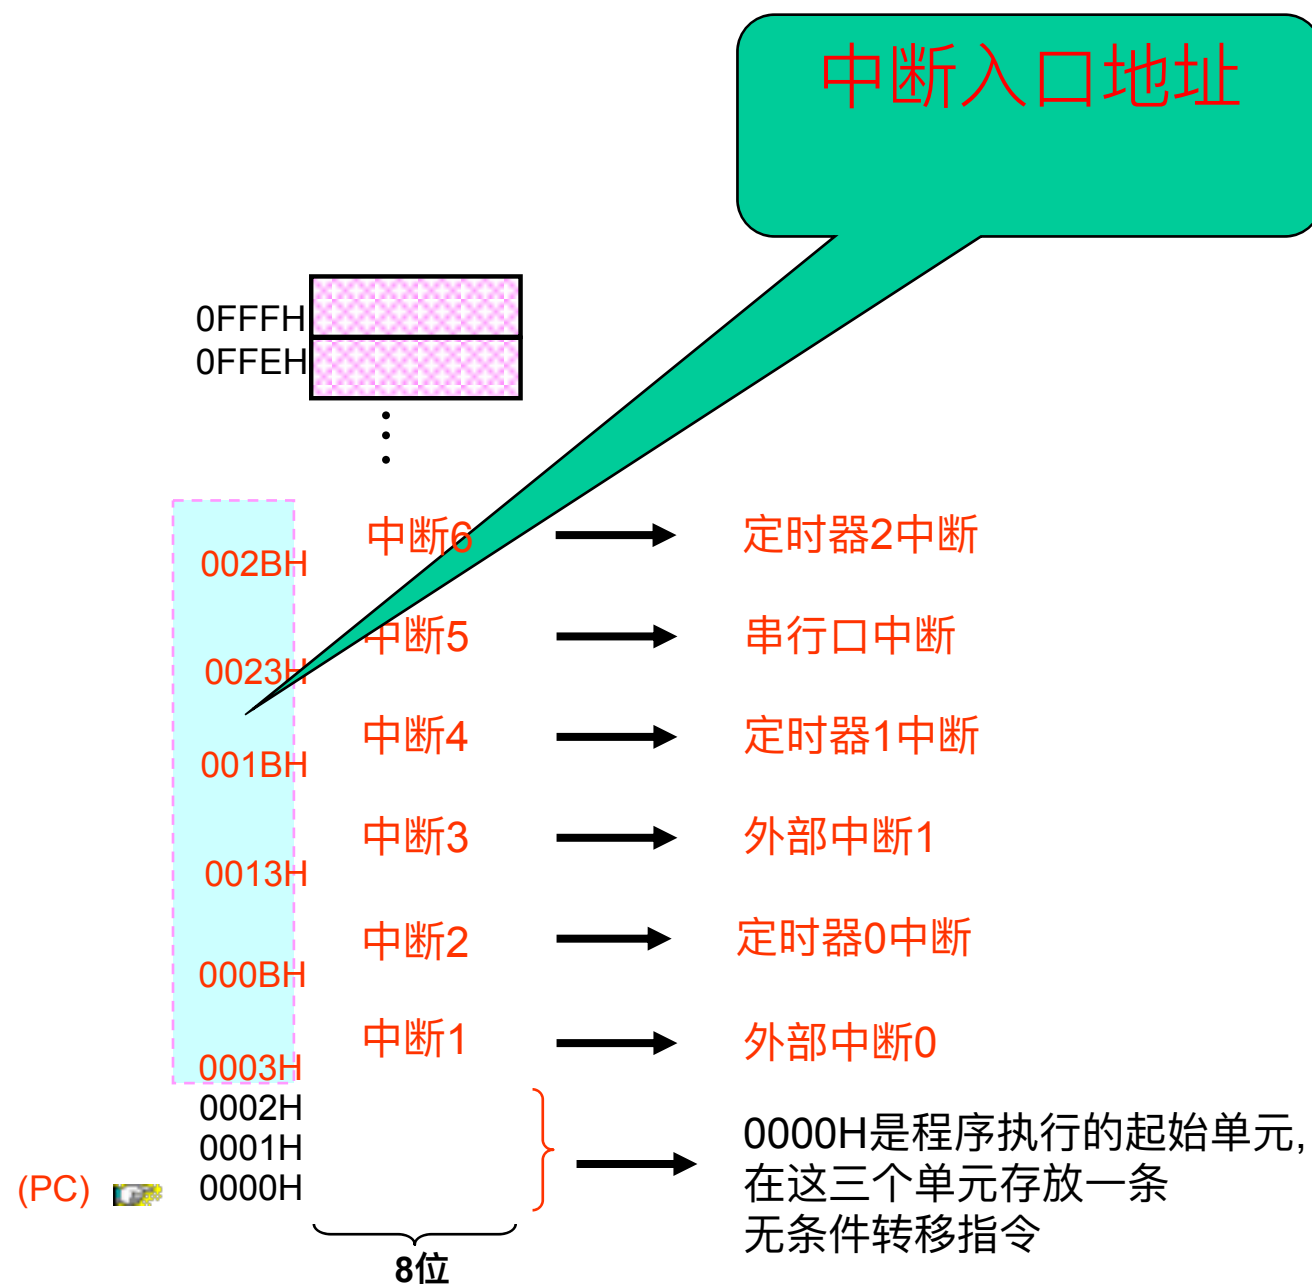 中断入口地址
0FFFH
0FFEH
中断6 定时器2中断
002BH
中断5 串行口中断
0023H
中断4 定时器1中断
001BH
中断3 外部中断1
0013H
中断2 定时器0中断
000BH
中断1 外部中断0
0003H
0002H
0001H
(PC) 0000H
0000H是程序执行的起始单元,
在这三个单元存放一条
无条件转移指令
8位